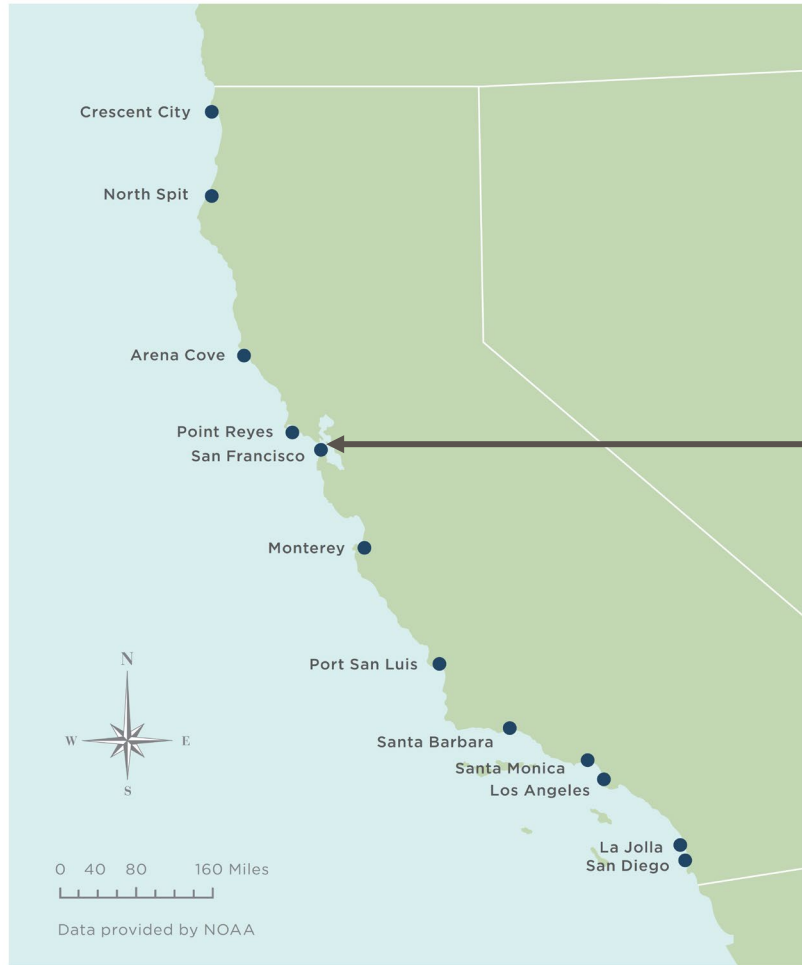 Crescent City
North Spit
Arena Cove
Point Reyes
San Francisco
Monterey
Port San Luis
N
W E
S
Santa Barbara
Santa Monica
Los Angeles
La Jolla
San Diego
0 40 80 160 Miles
Data provided by NOAA